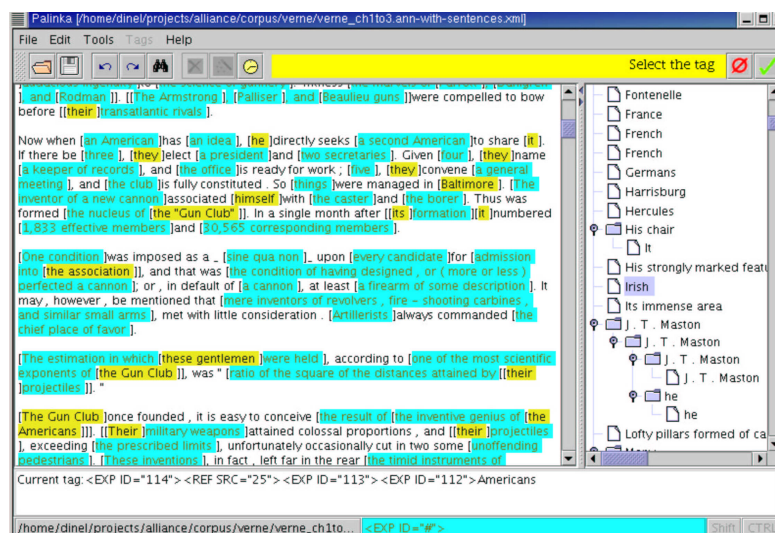 Palinka [/home/dinel/projects/alliance/corpus/verne/verne_ch1to3.ann-with-sentences.xml]
File Edit Tools Tags Help
Select the tag
], and [Rodman ]]. [[The Armstrong ], [Palliser ], and [Beaulieu guns ]]were compelled to bow
before [[their ]transatlantic rivals ].
Now when [an American ]has [an idea ], [he ]directly seeks [a second American ]to share [it ].
If there be [three ], [they ]elect [a president ]and [two secretaries ]. Given [four ], [they ]name
[a keeper of records ], and [the office ]is ready for work ; [five ], [they ]convene [a general
meeting ], and [the club ]is fully constituted . So [things ]were managed in [Baltimore ]. [The
inventor of a new cannon ]associated [himself ]with [the caster ]and [the borer ]. Thus was
formed [the nucleus of [the "Gun Club" ]]. In a single month after [[its ]formation ][it ]numbered
[1,833 effective members ]and [30,565 corresponding members ].
[One condition ]was imposed as a _ [sine qua non ]_ upon [every candidate ]for [admission
into [the association ]], and that was [the condition of having designed , or ( more or less )
perfected a cannon ]; or , in default of [a cannon ], at least [a firearm of some description ]. It
may , however , be mentioned that [mere inventors of revolvers , fire – shooting carbines ,
and similar small arms ], met with little consideration . [Artillerists ]always commanded [the
chief place of favor ].
[The estimation in which [these gentlemen ]were held ], according to [one of the most scientific
exponents of [the Gun Club ]], was " [ratio of the square of the distances attained by [[their
]projectiles ]]. "
[The Gun Club ]once founded , it is easy to conceive [the result of [the inventive genius of [the
Americans ]]]. [[Their ]military weapons ]attained colossal proportions , and [[their ]projectiles
], exceeding [the prescribed limits ], unfortunately occasionally cut in two some [unoffending
pedestrians ]. [These inventions ], in fact , left far in the rear [the timid instruments of
Fontenelle
France
French
French
Germans
Harrisburg
Hercules
His chair
It
His strongly marked featu
Irish
Its immense area
J . T . Maston
J . T . Maston
J . T . Maston
J . T . Maston
he
he
Lofty pillars formed of ca
Current tag: <EXP ID="114"><REF SRC="25"><EXP ID="113"><EXP ID="112">Americans
/home/dinel/projects/alliance/corpus/verne/verne_ch1to... <EXP ID="#"> Shift CTRL